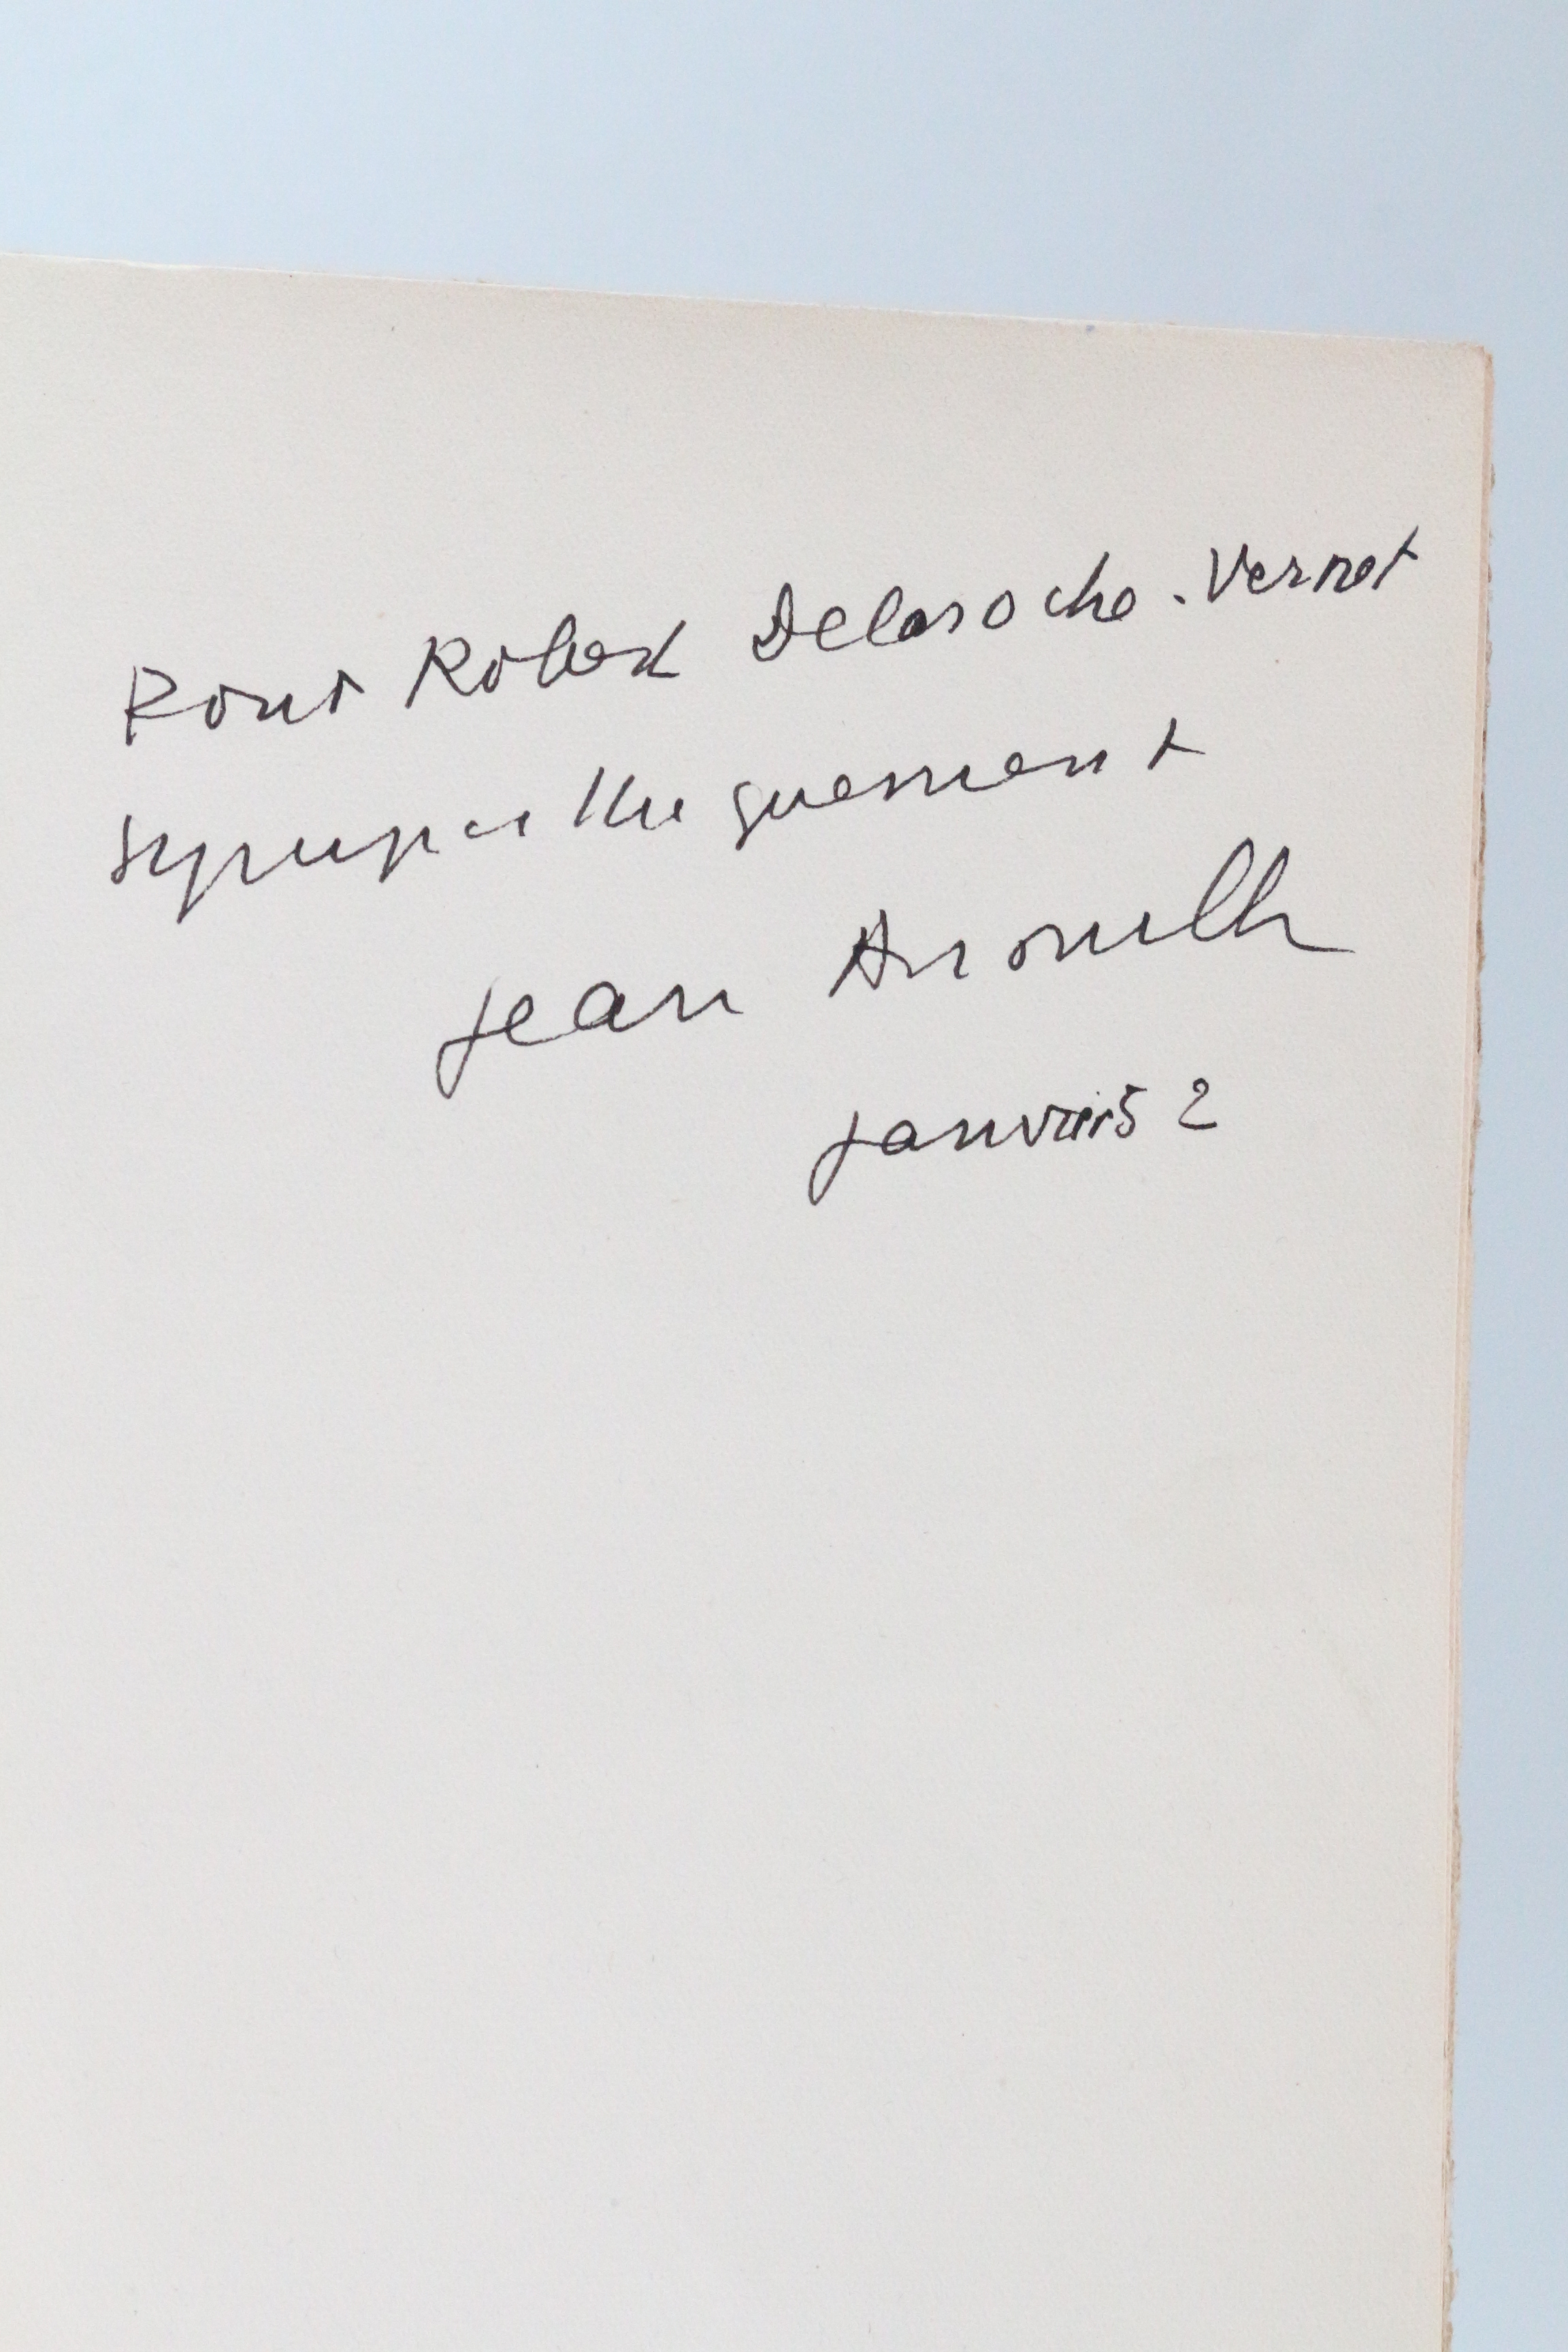 Pour Robert Delaroche-Vernet
sympathiquement
Jean Anouilh
janvier 52